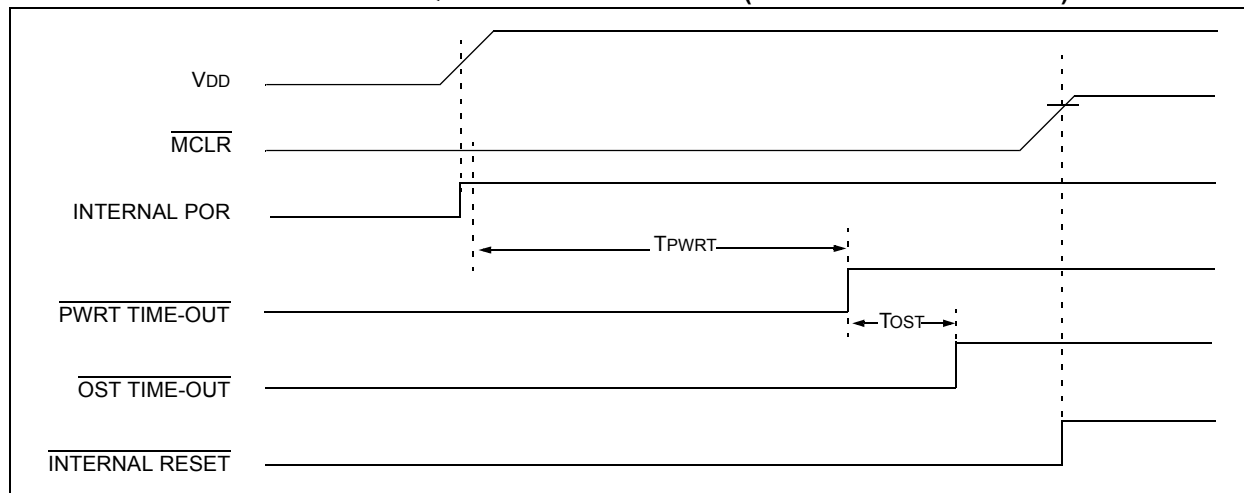 VDD
MCLR
INTERNAL POR
TPWRT
PWRT TIME-OUT
TOST
OST TIME-OUT
INTERNAL RESET